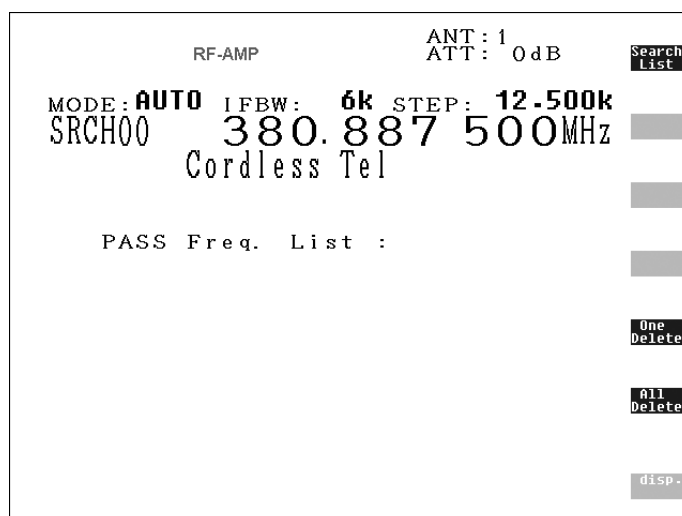 RF-AMP
ANT:1
ATT: 0dB
Search
List
MODE:AUTO IFBW: 6k STEP: 12.500k
SRCH00 380.887 500MHz
Cordless Tel
PASS Freq. List :
One
Delete
All
Delete
disp.